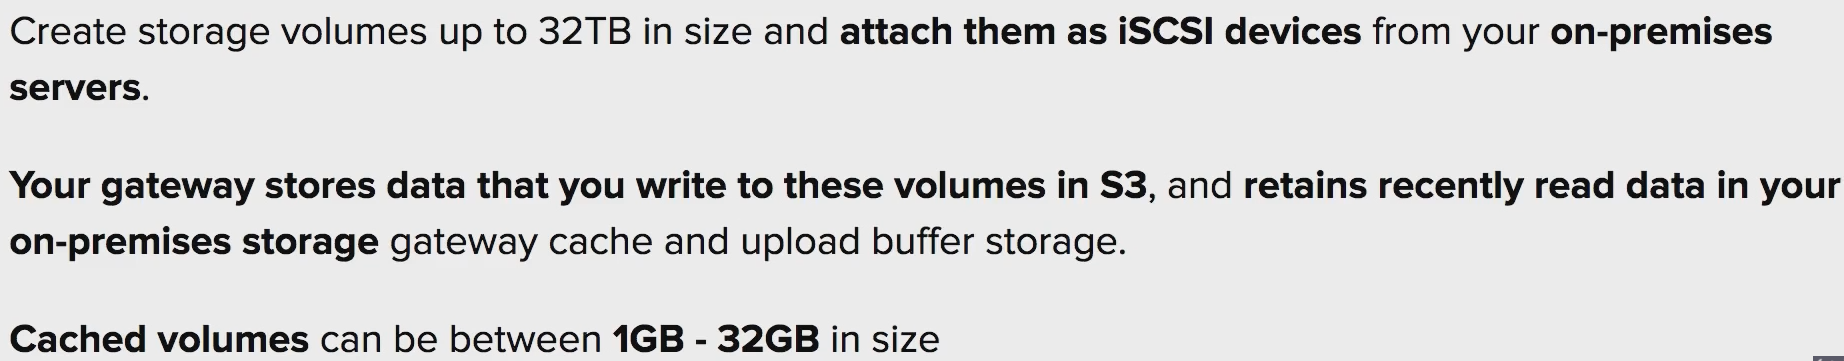 Create storage volumes up to 32TB in size and attach them as iSCSI devices from your on-premises
servers.
Your gateway stores data that you write to these volumes in S3, and retains recently read data in your
on-premises storage gateway cache and upload buffer storage.
Cached volumes can be between 1GB - 32GB in size